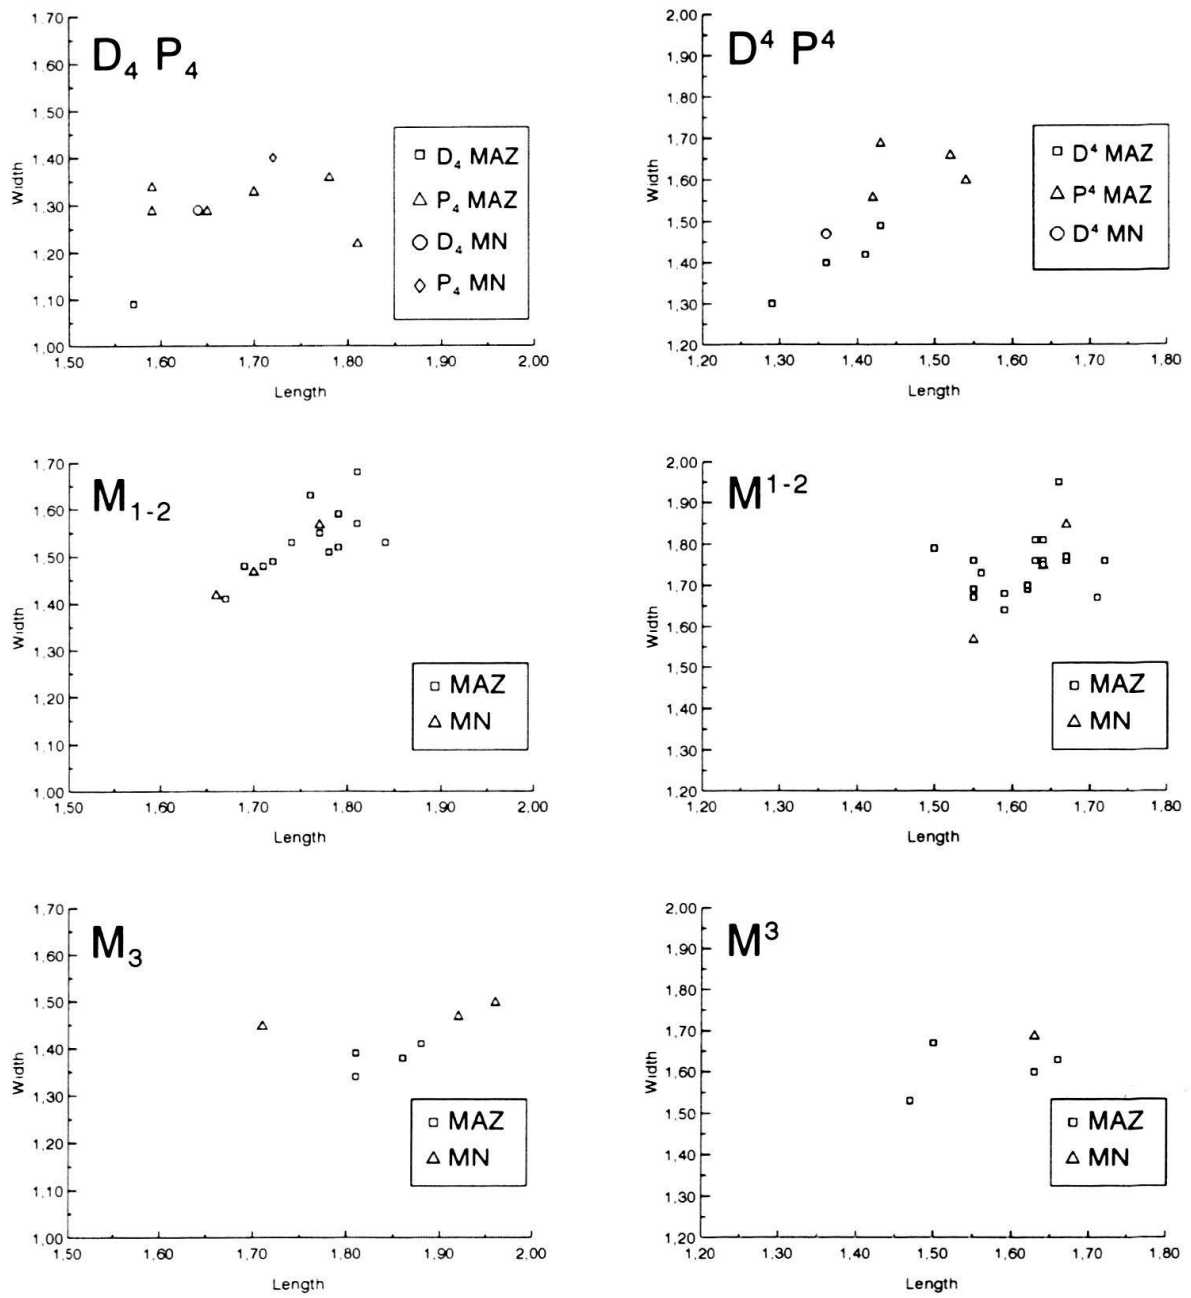 D₄ P₄
1,70
1,60
1,50
1,40
1,30
1,20
1,10
1,00
Width
1,50 1,60 1,70 1,80 1,90 2,00
Length
D₄ MAZ
P₄ MAZ
D₄ MN
P₄ MN
D⁴ P⁴
2,00
1,90
1,80
1,70
1,60
1,50
1,40
1,30
1,20
Width
1,20 1,30 1,40 1,50 1,60 1,70 1,80
Length
D⁴ MAZ
P⁴ MAZ
D⁴ MN
M₁₋₂
1,70
1,60
1,50
1,40
1,30
1,20
1,10
1,00
Width
1,50 1,60 1,70 1,80 1,90 2,00
Length
MAZ
MN
M¹⁻²
2,00
1,90
1,80
1,70
1,60
1,50
1,40
1,30
1,20
Width
1,20 1,30 1,40 1,50 1,60 1,70 1,80
Length
MAZ
MN
M₃
1,70
1,60
1,50
1,40
1,30
1,20
1,10
1,00
Width
1,50 1,60 1,70 1,80 1,90 2,00
Length
MAZ
MN
M³
2,00
1,90
1,80
1,70
1,60
1,50
1,40
1,30
1,20
Width
1,20 1,30 1,40 1,50 1,60 1,70 1,80
Length
MAZ
MN